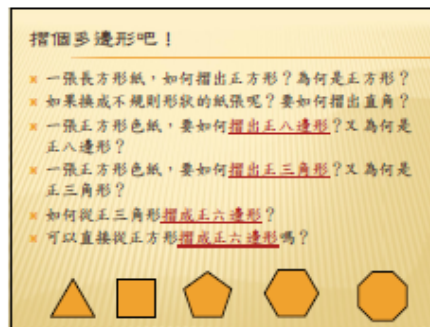 摺個多邊形吧！
一張長方形紙，如何摺出正方形？為何是正方形？
如果換成不規則形狀的紙張呢？要如何摺出直角？
一張正方形色紙，要如何摺出正八邊形？又為何是
正八邊形？
一張正方形色紙，要如何摺出正三角形？又為何是
正三角形？
如何從正三角形摺成正六邊形？
可以直接從正方形摺成正六邊形嗎？